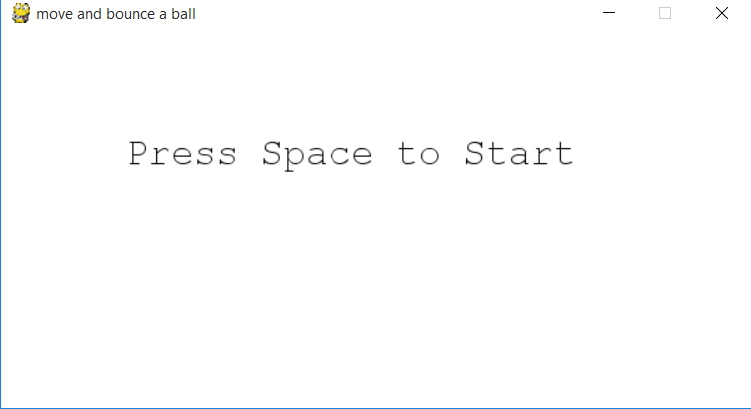 move and bounce a ball
Press Space to Start